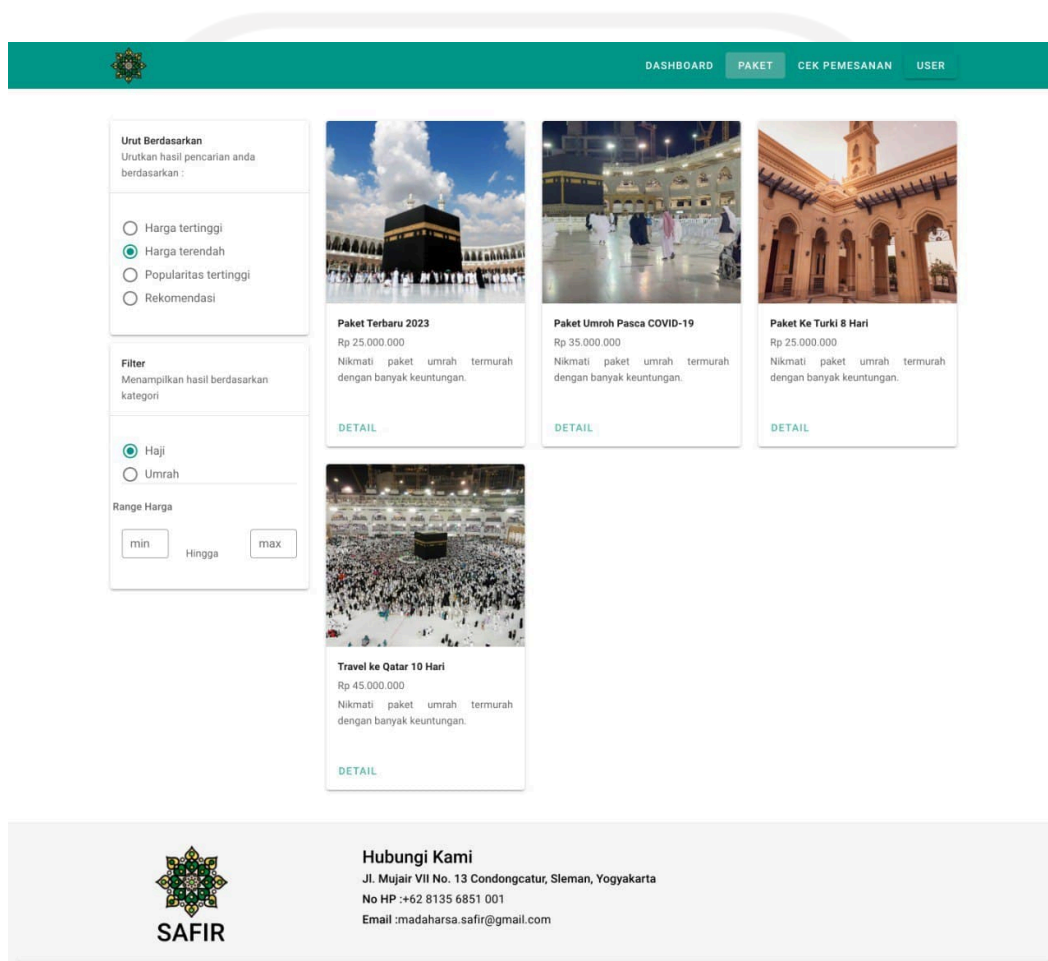 DASHBOARD PAKET CEK PEMESANAN USER
Urut Berdasarkan
Urutkan hasil pencarian anda
berdasarkan :
Harga tertinggi
Harga terendah
Popularitas tertinggi
Rekomendasi
Filter
Menampilkan hasil berdasarkan
kategori
Haji
Umrah
Range Harga
min Hingga max
Paket Terbaru 2023
Rp 25.000.000
Nikmati paket umrah termurah
dengan banyak keuntungan.
DETAIL
Paket Umroh Pasca COVID-19
Rp 35.000.000
Nikmati paket umrah termurah
dengan banyak keuntungan.
DETAIL
Paket Ke Turki 8 Hari
Rp 25.000.000
Nikmati paket umrah termurah
dengan banyak keuntungan.
DETAIL
Travel ke Qatar 10 Hari
Rp 45.000.000
Nikmati paket umrah termurah
dengan banyak keuntungan.
DETAIL
SAFIR
Hubungi Kami
Jl. Mujair VII No. 13 Condongcatur, Sleman, Yogyakarta
No HP :+62 8135 6851 001
Email :madaharsa.safir@gmail.com